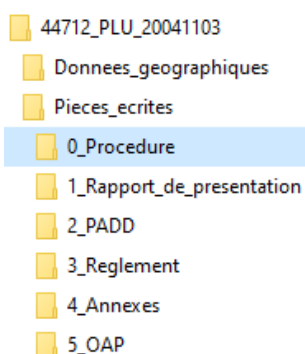 44712_PLU_20041103
Donnees_geographiques
Pieces_ecrites
0_Procedure
1_Rapport_de_presentation
2_PADD
3_Reglement
4_Annexes
5_OAP